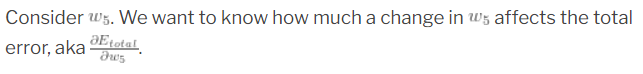 Consider w₅. We want to know how much a change in w₅ affects the total
error, aka ∂E_total/∂w₅.